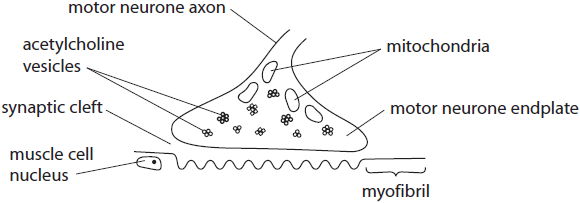 motor neurone axon
acetylcholine
vesicles
mitochondria
synaptic cleft
motor neurone endplate
muscle cell
nucleus
myofibril